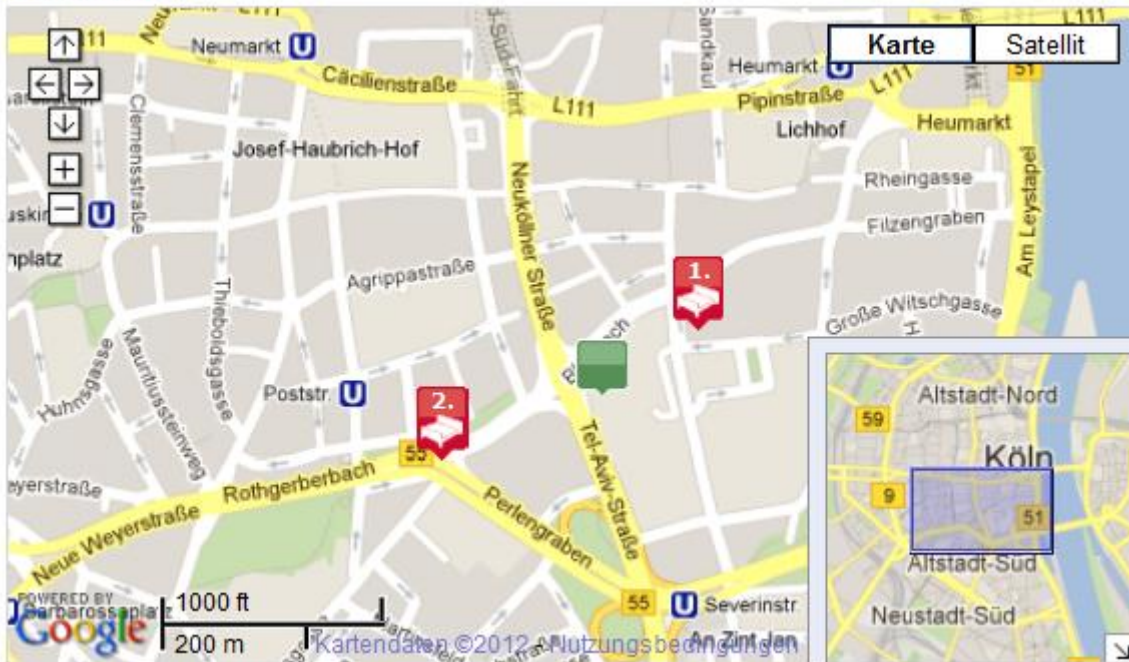 L111
Neumarkt U
Cäcilienstraße
L111
Heumarkt U
Pipinstraße
Lichhof
Heumarkt
L111
51
Karte
Satellit
Clemensstraße
Josef-Haubrich-Hof
Neuköllner Straße
Rheingasse
Filzengraben
Am Leystapel
U
nplatz
Agrippastraße
Thieboldsgasse
1.
Große Witschgasse
Huhnsgasse
Mauritiussteinweg
Poststr. U
2.
55
Rothgerberbach
Perlengraben
Tel-Aviv-Straße
Neue Weyerstraße
55 U Severinstr.
An Zint Jan
Altstadt-Nord
59
Köln
9
51
Altstadt-Süd
Neustadt-Süd
POWERED BY
Google
Barbarossaplatz
1000 ft
200 m
Kartendaten ©2012 - Nutzungsbedingungen